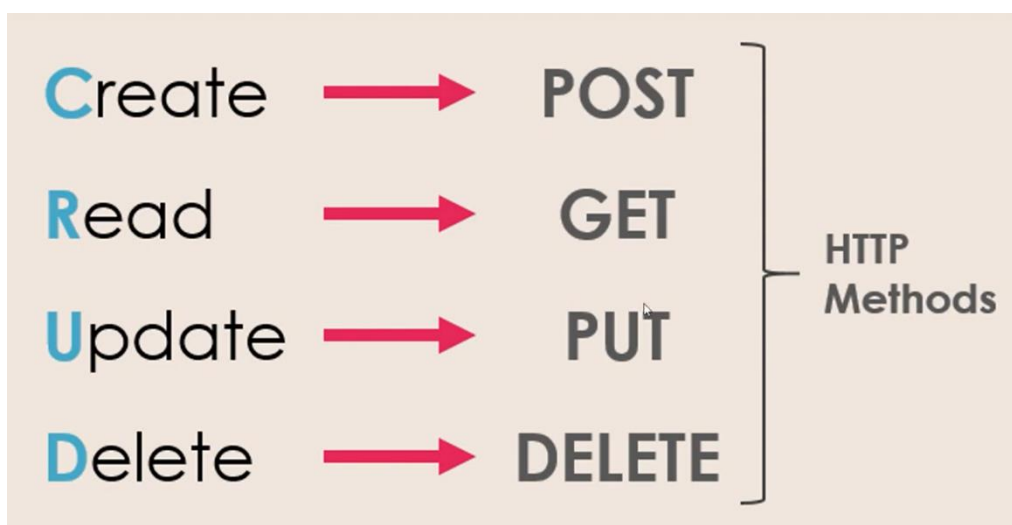 Create POST
Read GET
Update PUT
Delete DELETE
HTTP
Methods